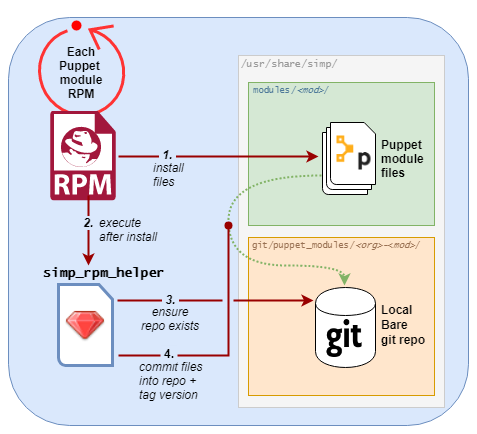 Each
Puppet
module
RPM
RPM
/usr/share/simp/
modules/<mod>/
Puppet
module
files
p
1.
install
files
2. execute
after install
simp_rpm_helper
git/puppet_modules/<org>-<mod>/
3.
ensure
repo exists
Local
Bare
git repo
git
4.
commit files
into repo +
tag version